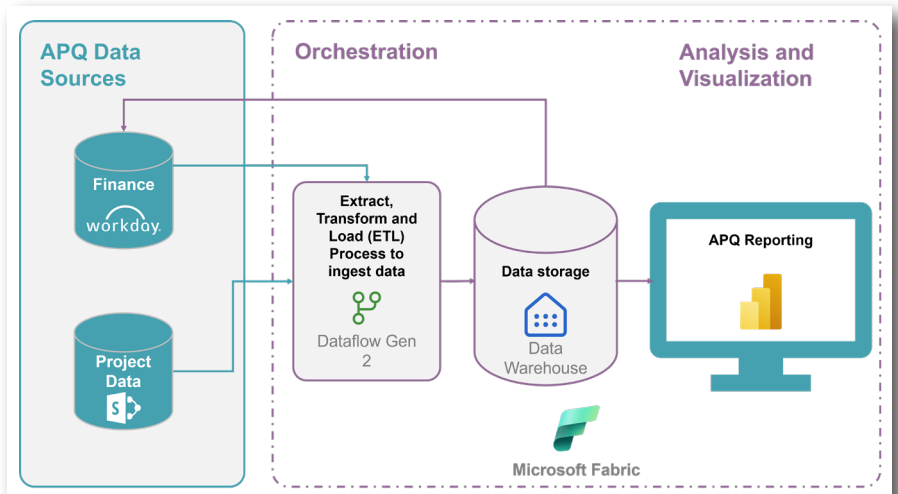 APQ Data
Sources
Orchestration
Analysis and
Visualization
Finance
workday.
Extract,
Transform and
Load (ETL)
Process to
ingest data
Dataflow Gen
2
Data storage
Data
Warehouse
APQ Reporting
Project
Data
S
Microsoft Fabric